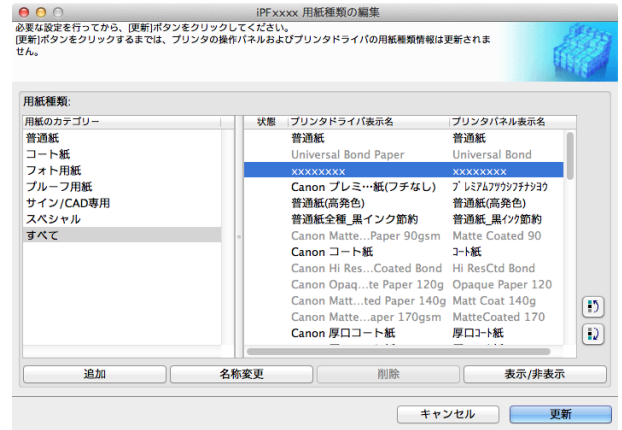 iPFxxxx 用紙種類の編集
必要な設定を行ってから、[更新]ボタンをクリックしてください。
[更新]ボタンをクリックするまでは、プリンタの操作パネルおよびプリンタドライバの用紙種類情報は更新されま
せん。
用紙種類:
用紙のカテゴリー 状態 プリンタドライバ表示名 プリンタパネル表示名
普通紙 普通紙 普通紙
コート紙 Universal Bond Paper Universal Bond
フォト用紙 xxxxxxxx xxxxxxxx
プルーフ用紙 Canon プレミ…紙(フチなし) プレミアムフツウシフチナシヨウ
サイン/CAD専用 普通紙(高発色) 普通紙(高発色)
スペシャル 普通紙全種_黒インク節約 普通紙_黒インク節約
すべて Canon Matte...Paper 90gsm Matte Coated 90
Canon コート紙 コート紙
Canon Hi Res...Coated Bond Hi ResCtd Bond
Canon Opaq...te Paper 120g Opaque Paper 120
Canon Matt...ted Paper 140g Matt Coat 140g
Canon Matte...aper 170gsm MatteCoated 170
Canon 厚口コート紙 厚口コート紙
追加 名称変更 削除 表示/非表示
キャンセル 更新